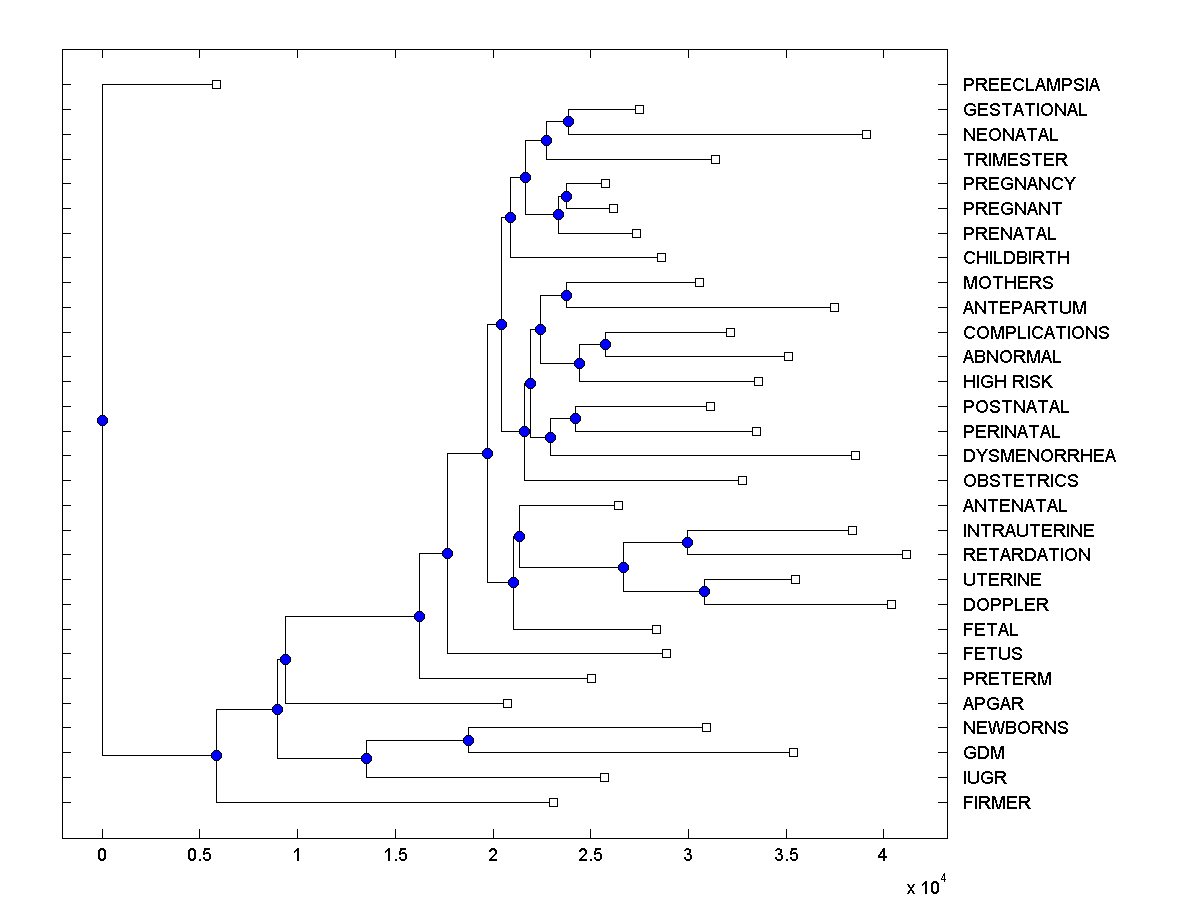 PREECLAMPSIA
GESTATIONAL
NEONATAL
TRIMESTER
PREGNANCY
PREGNANT
PRENATAL
CHILDBIRTH
MOTHERS
ANTEPARTUM
COMPLICATIONS
ABNORMAL
HIGH RISK
POSTNATAL
PERINATAL
DYSMENORRHEA
OBSTETRICS
ANTENATAL
INTRAUTERINE
RETARDATION
UTERINE
DOPPLER
FETAL
FETUS
PRETERM
APGAR
NEWBORNS
GDM
IUGR
FIRMER
0 0.5 1 1.5 2 2.5 3 3.5 4
x 10^4